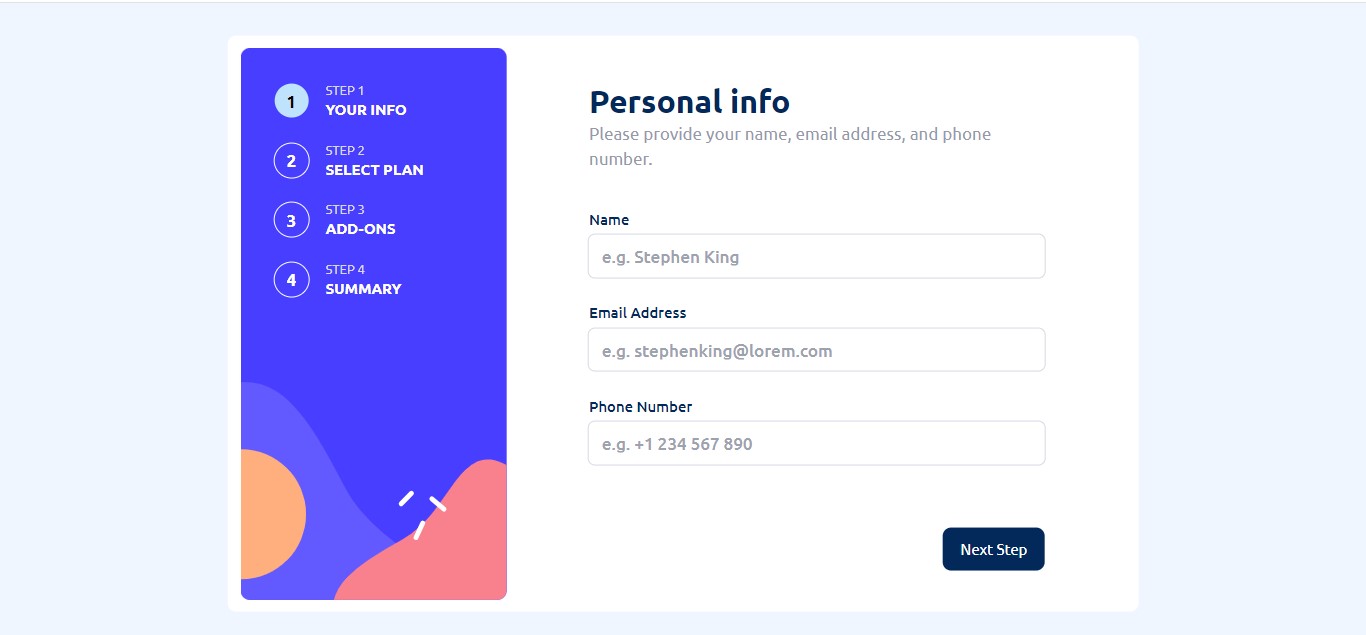 1
STEP 1
YOUR INFO
2
STEP 2
SELECT PLAN
3
STEP 3
ADD-ONS
4
STEP 4
SUMMARY
Personal info
Please provide your name, email address, and phone
number.
Name
e.g. Stephen King
Email Address
e.g. stephenking@lorem.com
Phone Number
e.g. +1 234 567 890
Next Step